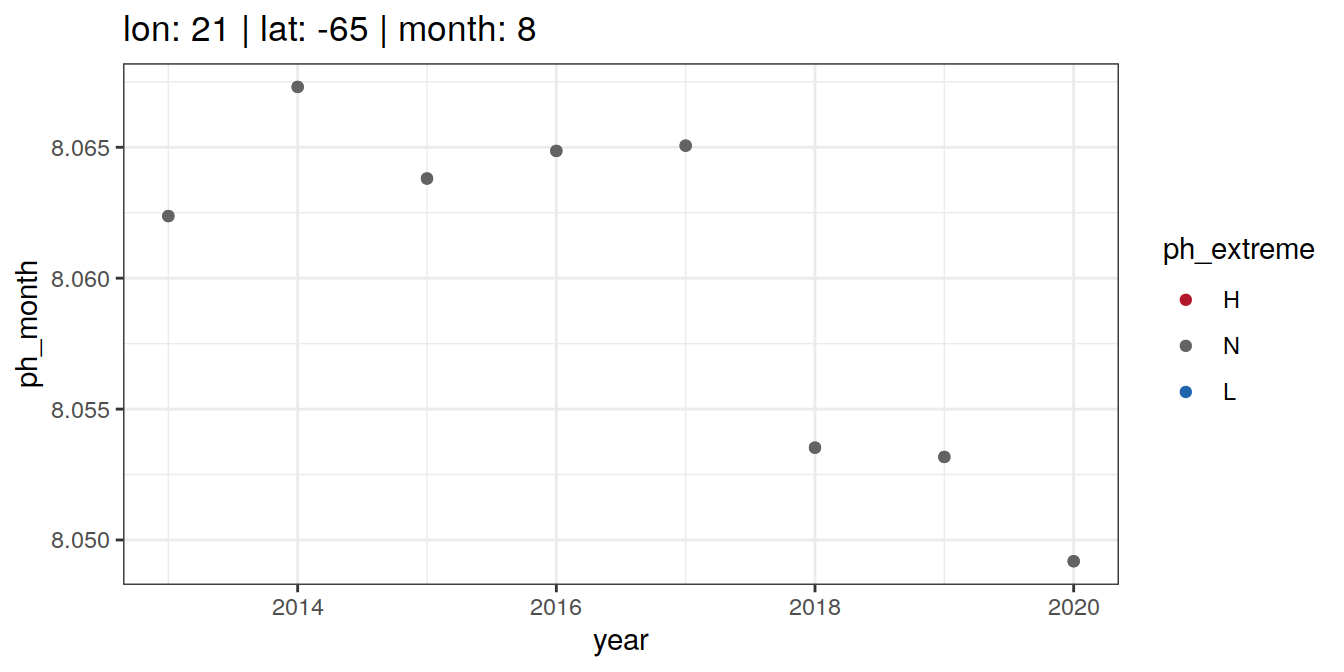 lon: 21 | lat: -65 | month: 8
8.065
8.060
8.055
8.050
ph_month
2014
2016
2018
2020
year
ph_extreme
H
N
L